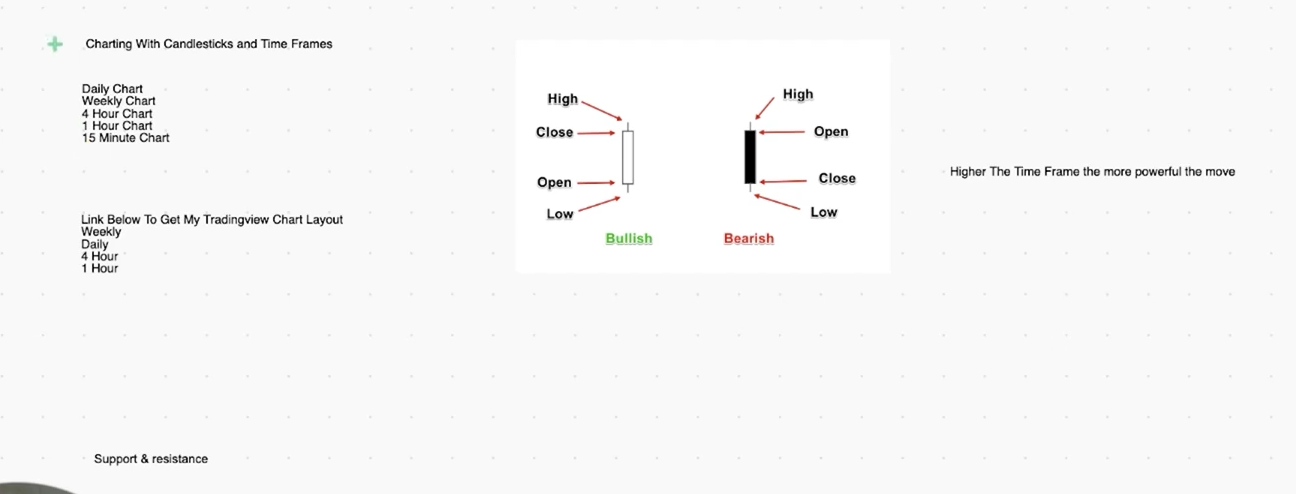 Charting With Candlesticks and Time Frames
Daily Chart
Weekly Chart
4 Hour Chart
1 Hour Chart
15 Minute Chart
Link Below To Get My Tradingview Chart Layout
Weekly
Daily
4 Hour
1 Hour
High
Close
Open
Low
Bullish
High
Open
Close
Low
Bearish
Higher The Time Frame the more powerful the move
Support & resistance